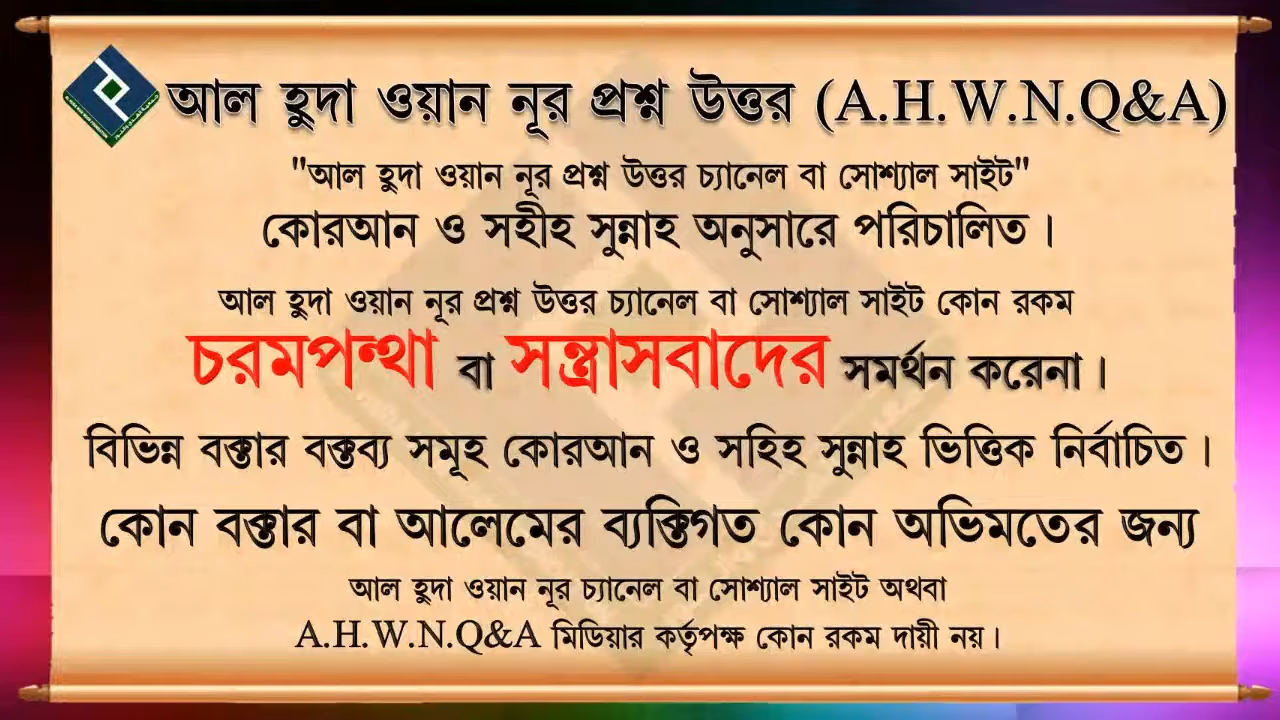 আল হুদা ওয়ান নূর প্রশ্ন উত্তর (A.H.W.N.Q&A)
"আল হুদা ওয়ান নূর প্রশ্ন উত্তর চ্যানেল বা সোশ্যাল সাইট"
কোরআন ও সহীহ সুন্নাহ অনুসারে পরিচালিত।
আল হুদা ওয়ান নূর প্রশ্ন উত্তর চ্যানেল বা সোশ্যাল সাইট কোন রকম
চরমপন্থা বা সন্ত্রাসবাদের সমর্থন করেনা।
বিভিন্ন বক্তার বক্তব্য সমূহ কোরআন ও সহিহ সুন্নাহ ভিত্তিক নির্বাচিত।
কোন বক্তার বা আলেমের ব্যক্তিগত কোন অভিমতের জন্য
আল হুদা ওয়ান নূর চ্যানেল বা সোশ্যাল সাইট অথবা
A.H.W.N.Q&A মিডিয়ার কর্তৃপক্ষ কোন রকম দায়ী নয়।